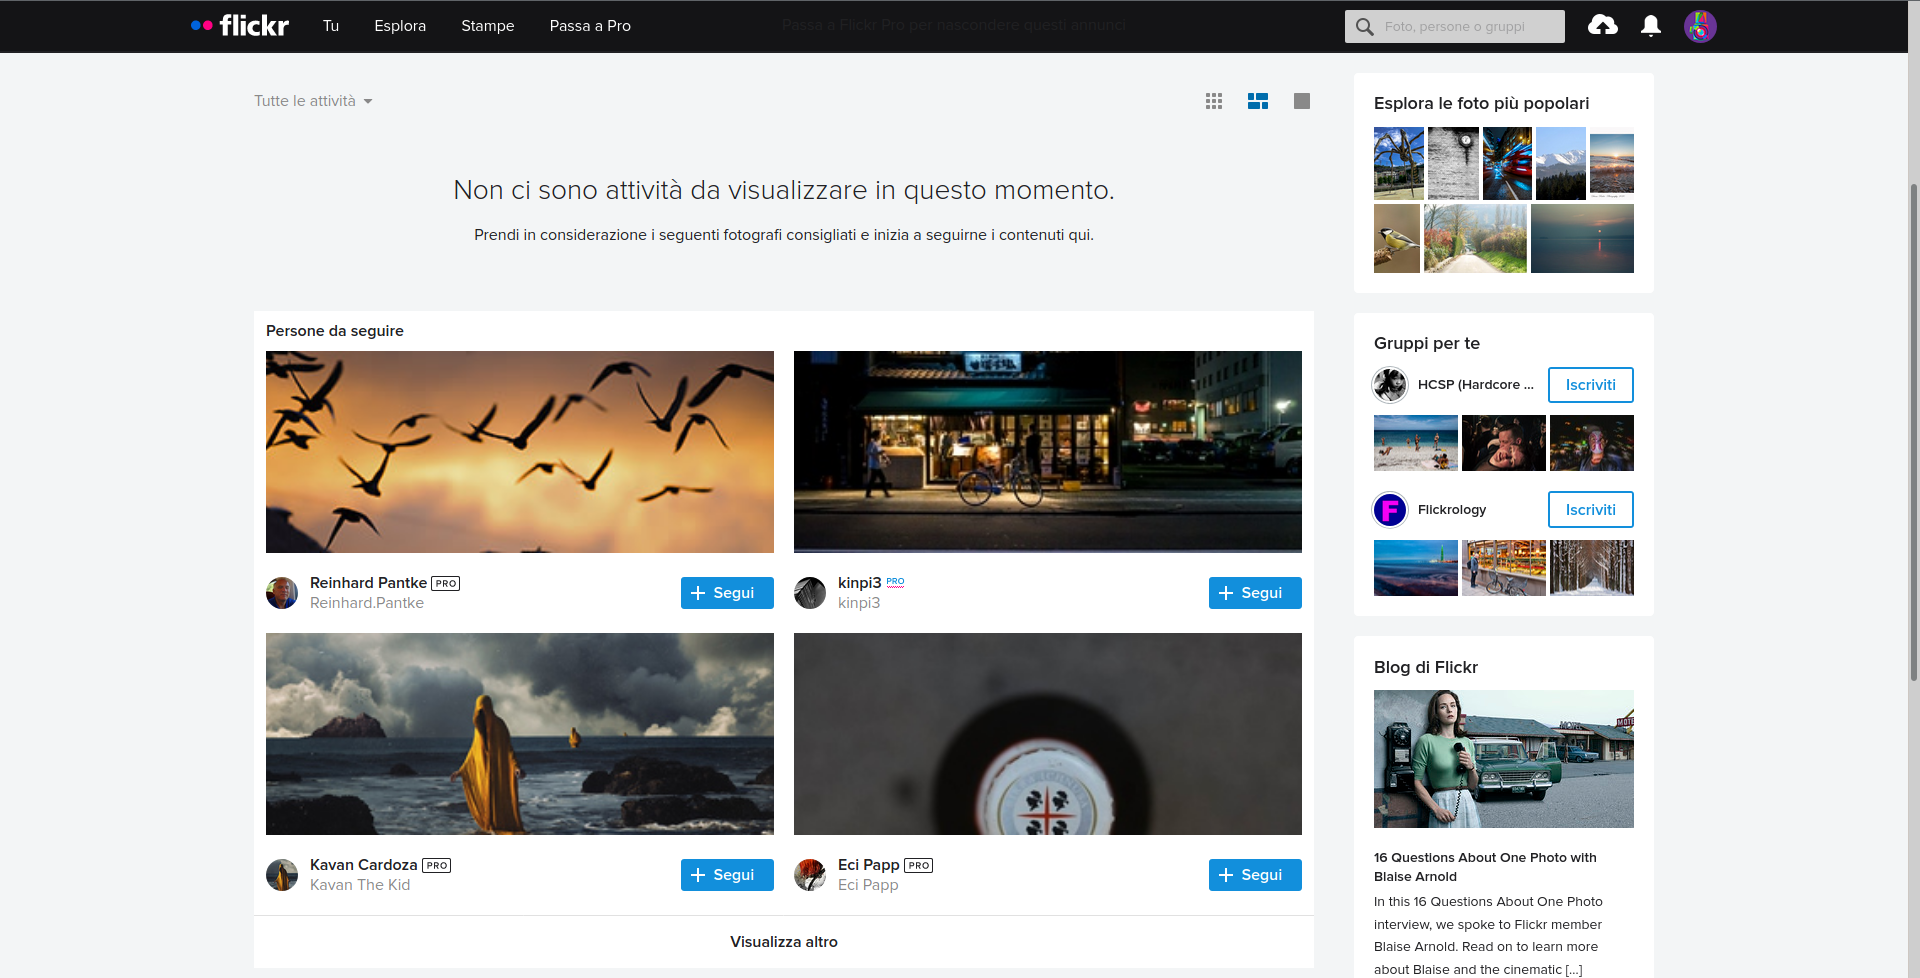 flickr
Tu
Esplora
Stampe
Passa a Pro
Passa a Flickr Pro per nascondere questi annunci
Foto, persone o gruppi
Tutte le attività
Non ci sono attività da visualizzare in questo momento.
Prendi in considerazione i seguenti fotografi consigliati e inizia a seguirne i contenuti qui.
Persone da seguire
Reinhard Pantke PRO
Reinhard.Pantke
+ Segui
kinpi3 PRO
kinpi3
+ Segui
Kavan Cardoza PRO
Kavan The Kid
+ Segui
Eci Papp PRO
Eci Papp
+ Segui
Visualizza altro
Esplora le foto più popolari
Gruppi per te
HCSP (Hardcore ...
Iscriviti
F
Flickrology
Iscriviti
Blog di Flickr
MOTEL
MOTE
16 Questions About One Photo with
Blaise Arnold
In this 16 Questions About One Photo
interview, we spoke to Flickr member
Blaise Arnold. Read on to learn more
about Blaise and the cinematic [...]